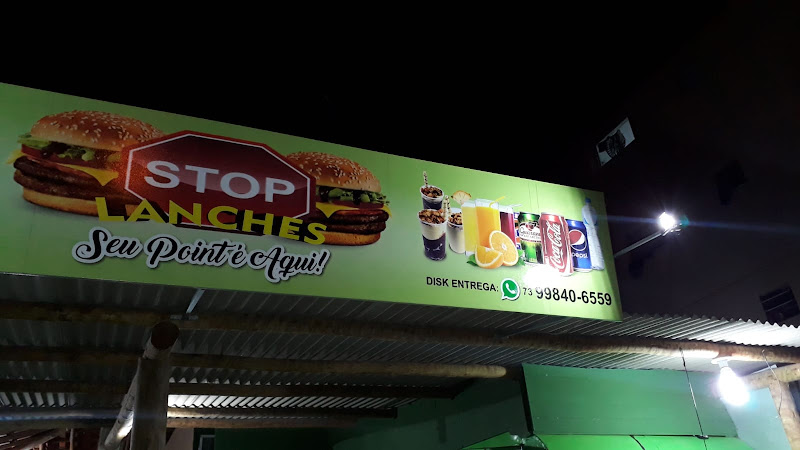 STOP
LANCHES
Seu Point é Aqui!
Coca-Cola
pepsi
DISK ENTREGA: 73 99840-6559